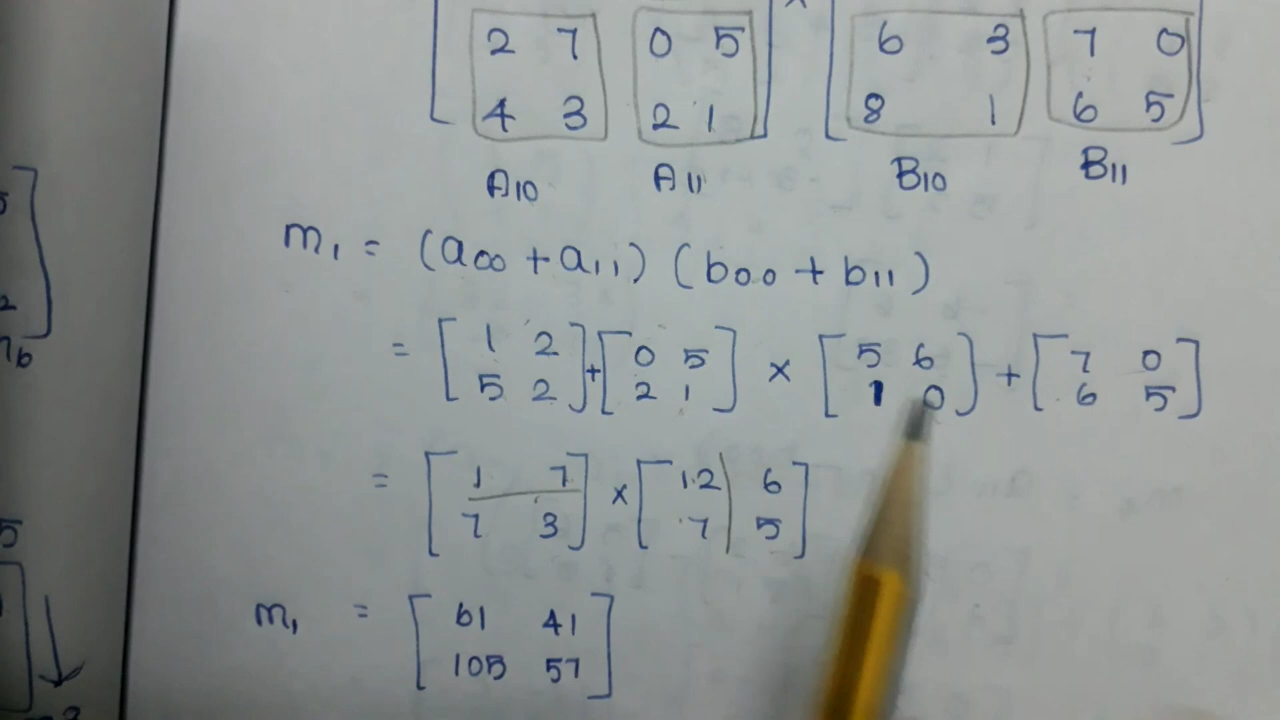 2 7 0 5 × 6 3 7 0
4 3 2 1 8 1 6 5
A10 A11 B10 B11
m1 = (a00 + a11) (b00 + b11)
= [ 1 2 ] + [ 0 5 ] × [ 5 6 ] + [ 7 0 ]
5 2 2 1 1 0 6 5
= [ 1 7 ] × [ 12 | 6 ]
7 3 7 | 5
m1 = [ 61 41 ]
105 57
5